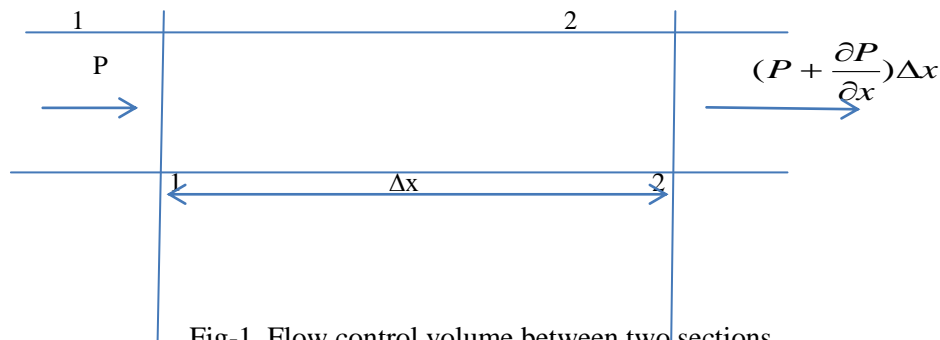 1 2
P
(P + ∂P/∂x)Δx
1 Δx 2
Fig-1 Flow control volume between two sections